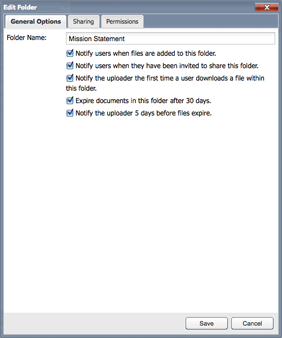 Edit Folder
General Options
Sharing
Permissions
Folder Name:
Mission Statement
Notify users when files are added to this folder.
Notify users when they have been invited to share this folder.
Notify the uploader the first time a user downloads a file within
this folder.
Expire documents in this folder after 30 days.
Notify the uploader 5 days before files expire.
Save
Cancel